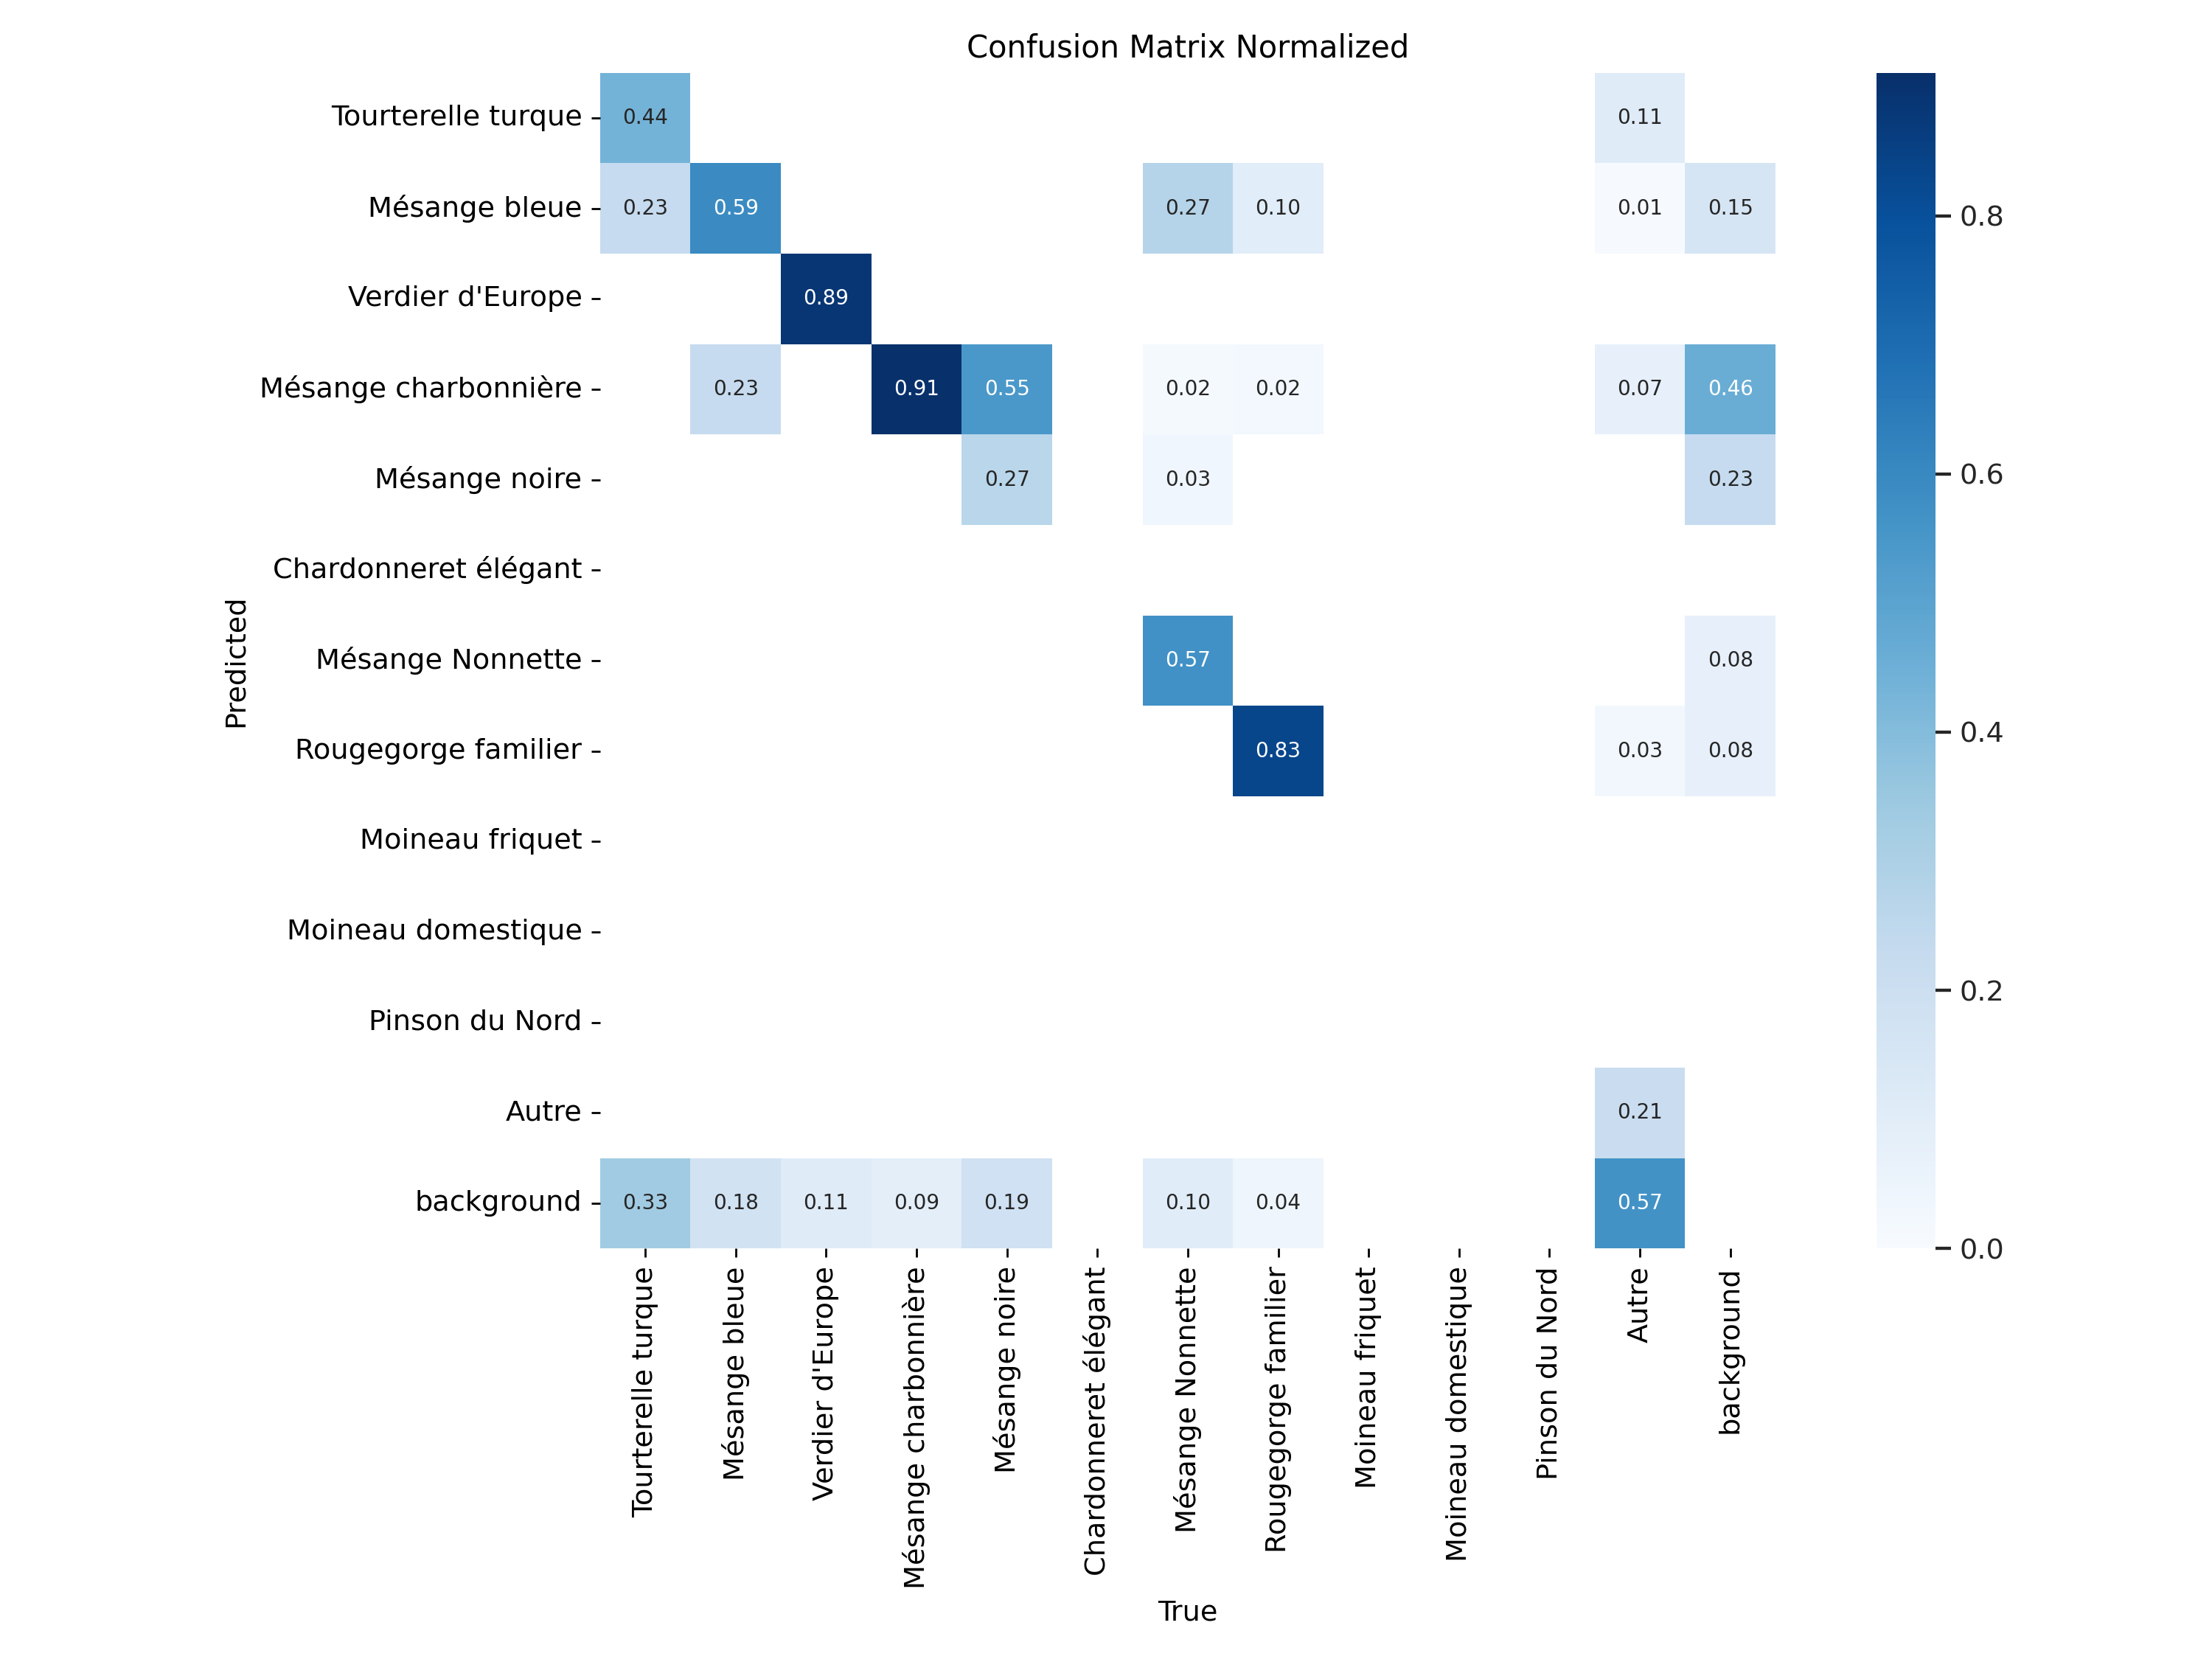 Confusion Matrix Normalized
Tourterelle turque
0.44
0.11
Mésange bleue
0.23
0.59
0.27
0.10
0.01
0.15
0.8
Verdier d'Europe
0.89
Mésange charbonnière
0.23
0.91
0.55
0.02
0.02
0.07
0.46
Mésange noire
0.27
0.03
0.23
0.6
Chardonneret élégant
Predicted
Mésange Nonnette
0.57
0.08
Rougegorge familier
0.83
0.03
0.08
0.4
Moineau friquet
Moineau domestique
Pinson du Nord
0.2
Autre
0.21
background
0.33
0.18
0.11
0.09
0.19
0.10
0.04
0.57
0.0
Tourterelle turque
Mésange bleue
Verdier d'Europe
Mésange charbonnière
Mésange noire
Chardonneret élégant
Mésange Nonnette
Rougegorge familier
Moineau friquet
Moineau domestique
Pinson du Nord
Autre
background
True